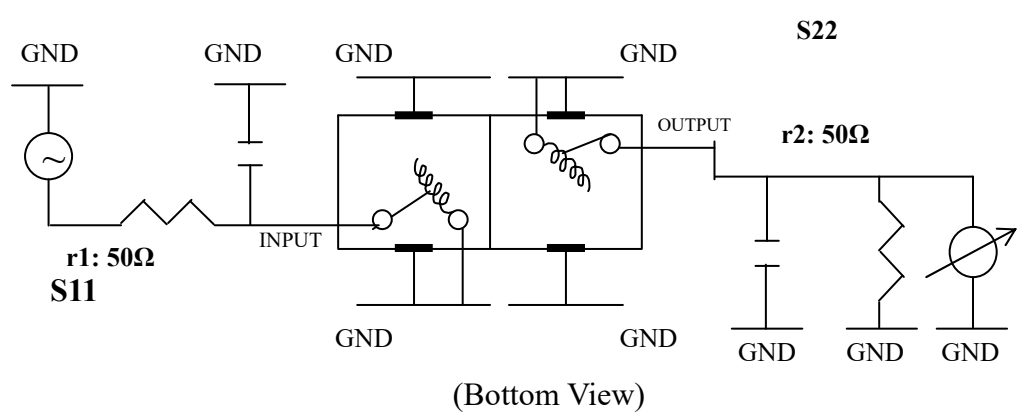 S22
GND
GND
GND
GND
OUTPUT
r2: 50Ω
INPUT
r1: 50Ω
S11
GND
GND
GND
GND
GND
(Bottom View)